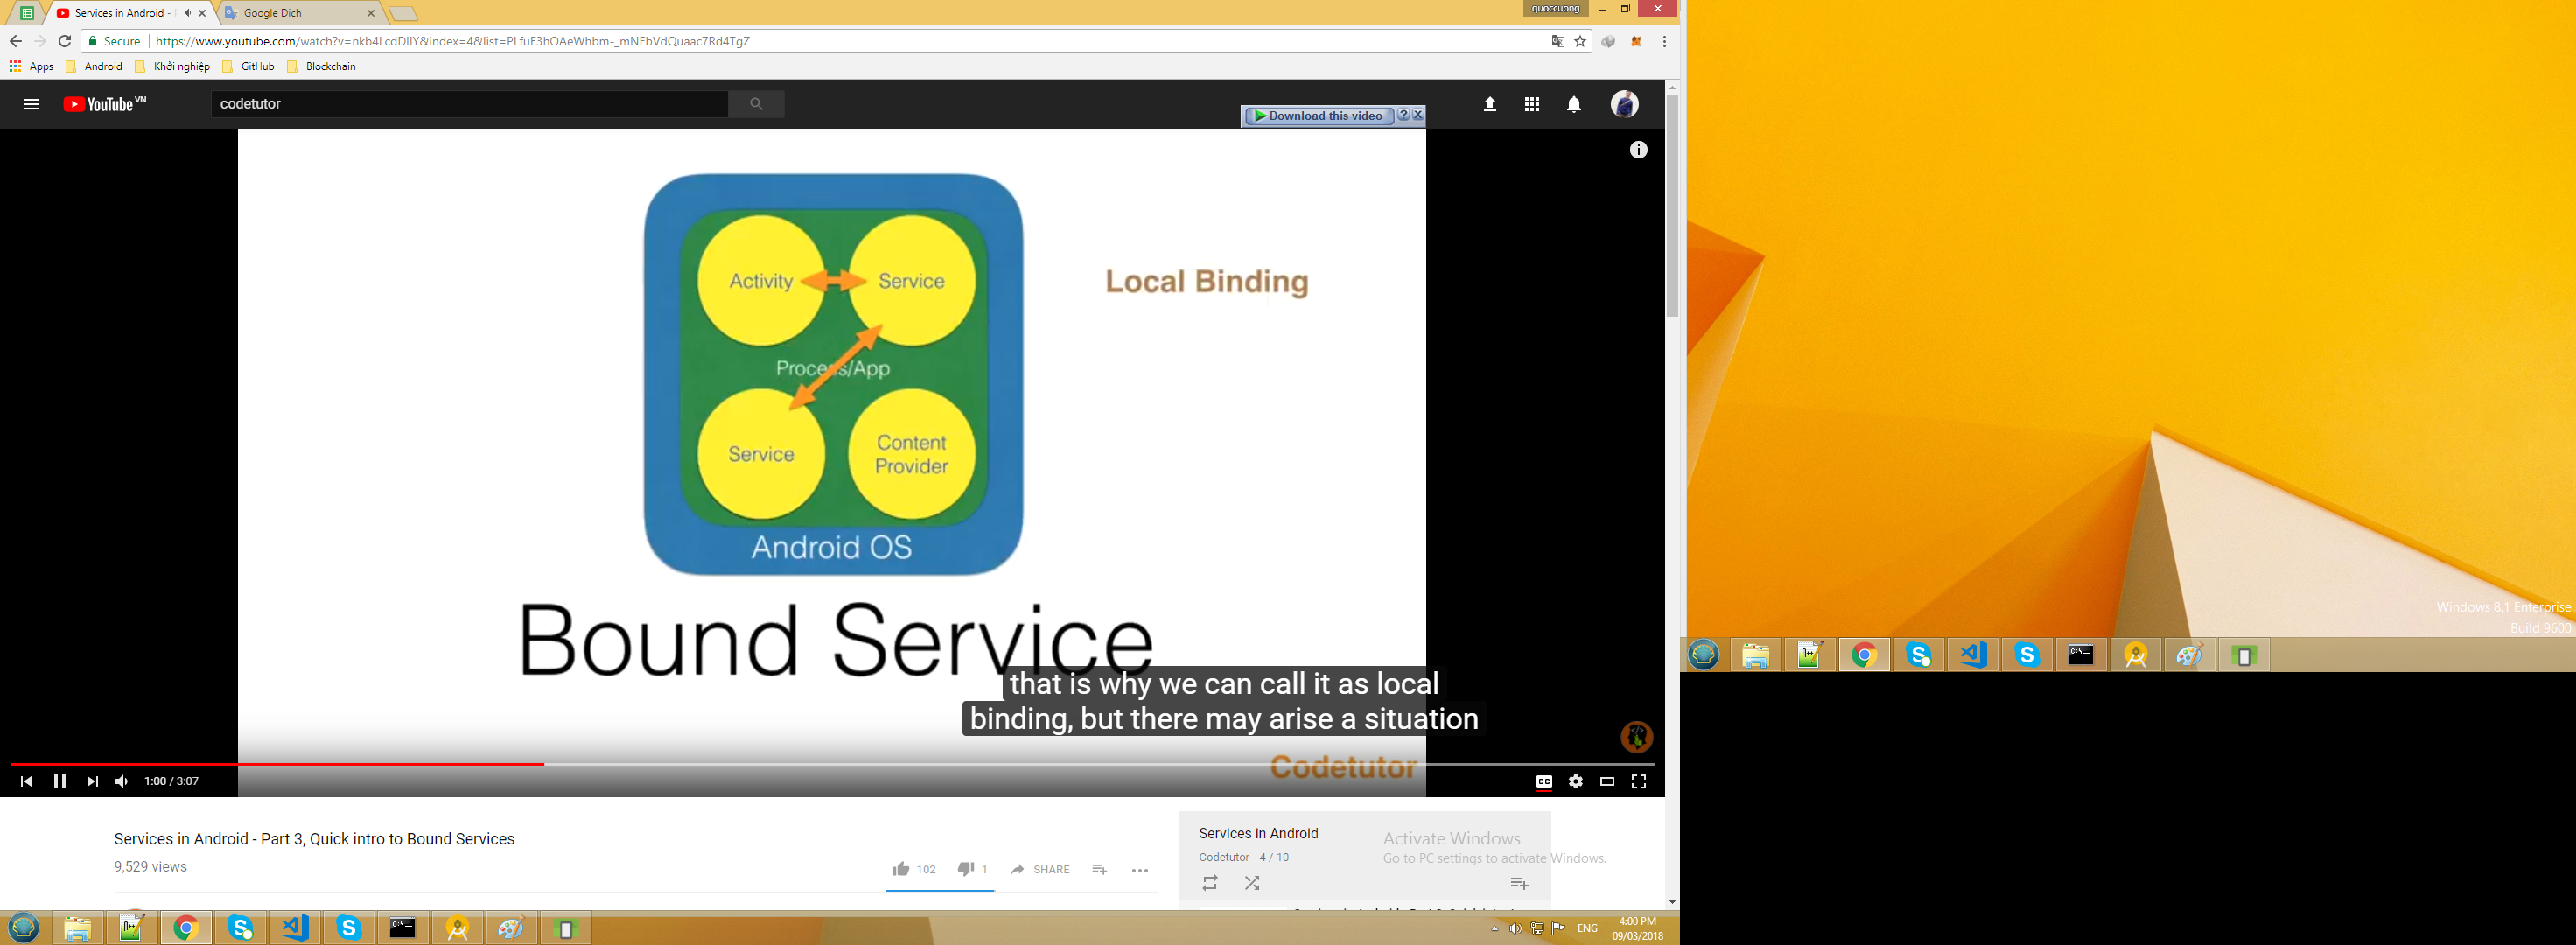 Services in Android -
Google Dịch
quoccuong
Secure
https://www.youtube.com/watch?v=nkb4LcdDIIY&index=4&list=PLfuE3hOAeWhbm-_mNEbVdQuaac7Rd4TgZ
Apps
Android
Khởi nghiệp
GitHub
Blockchain
YouTube VN
codetutor
Download this video
Activity
Service
Local Binding
Process/App
Service
Content
Provider
Android OS
Bound Service
that is why we can call it as local
binding, but there may arise a situation
Codetutor
1:00 / 3:07
CC
Services in Android - Part 3, Quick intro to Bound Services
9,529 views
102
1
SHARE
Services in Android
Codetutor - 4 / 10
Activate Windows
Go to PC settings to activate Windows.
ENG
4:00 PM
09/03/2018
Windows 8.1 Enterprise
Build 9600